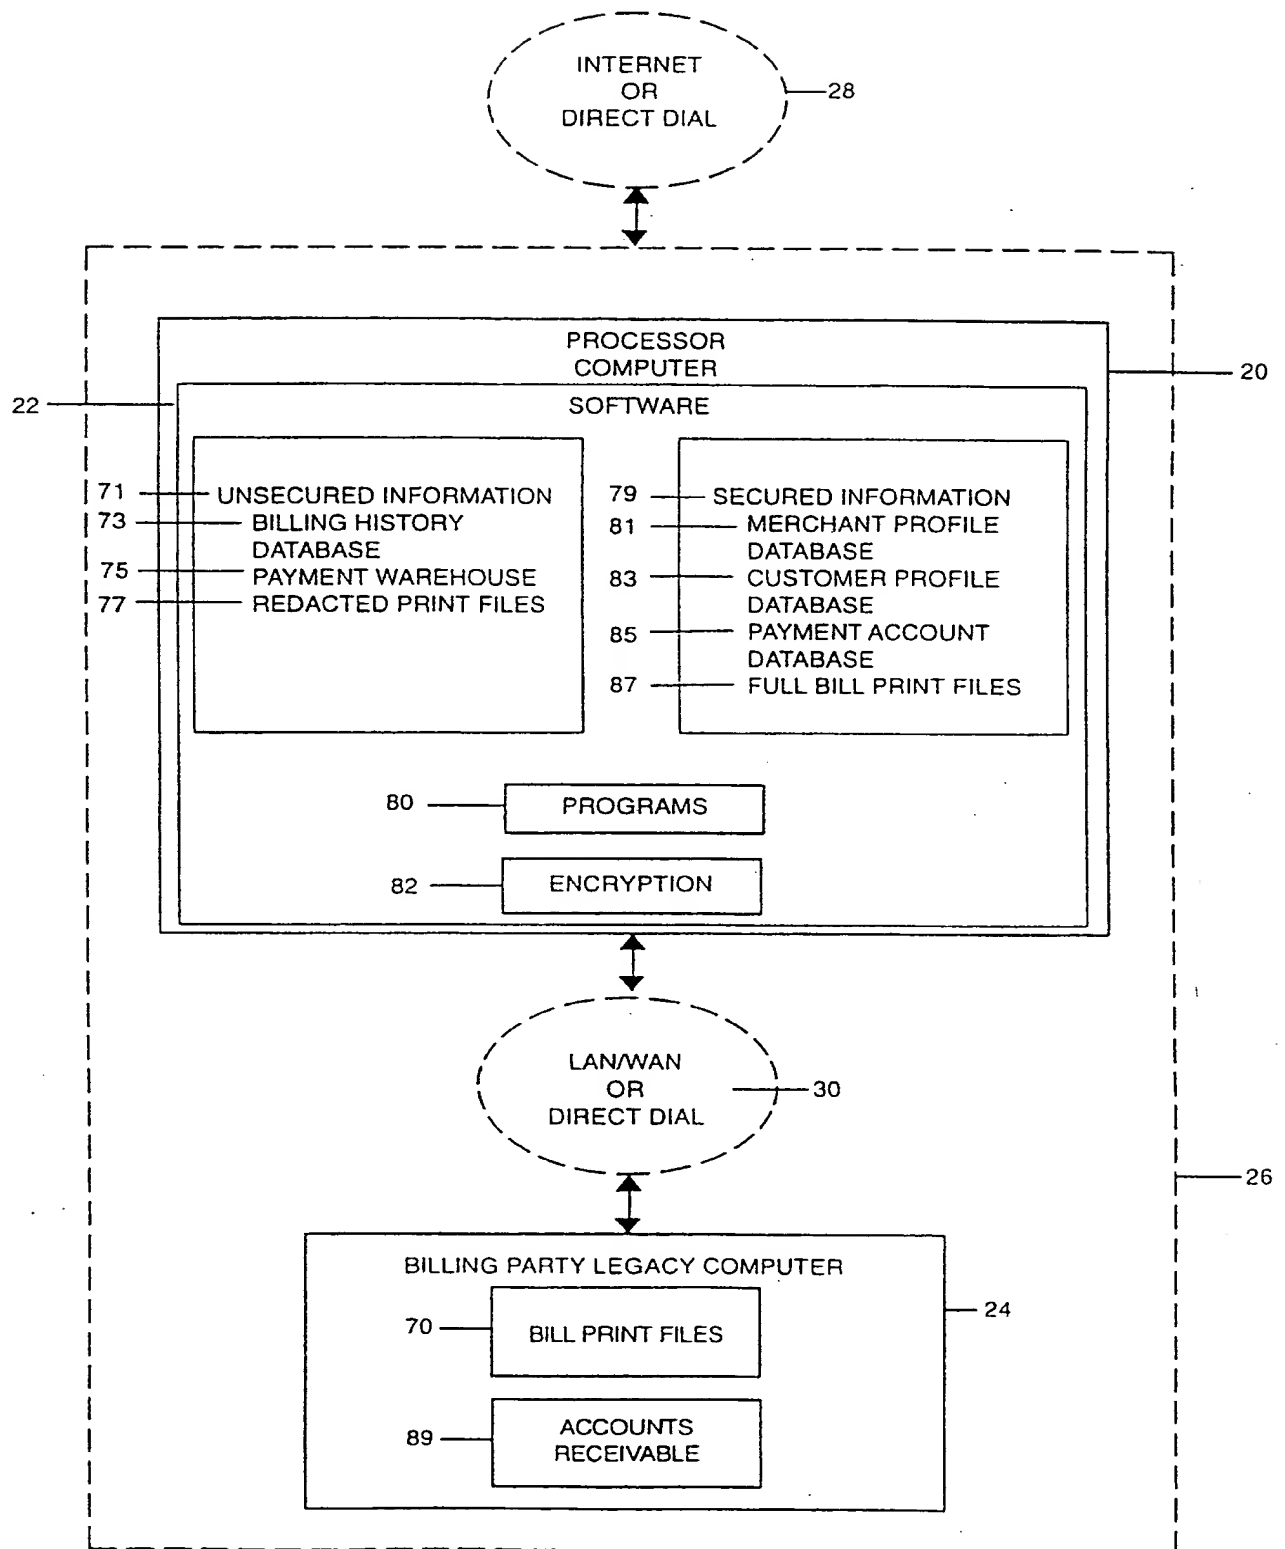 INTERNET
OR
DIRECT DIAL
28
PROCESSOR
COMPUTER
20
22
SOFTWARE
71 UNSECURED INFORMATION
73 BILLING HISTORY
DATABASE
75 PAYMENT WAREHOUSE
77 REDACTED PRINT FILES
79 SECURED INFORMATION
81 MERCHANT PROFILE
DATABASE
83 CUSTOMER PROFILE
DATABASE
85 PAYMENT ACCOUNT
DATABASE
87 FULL BILL PRINT FILES
80 PROGRAMS
82 ENCRYPTION
LAN/WAN
OR
DIRECT DIAL
30
26
BILLING PARTY LEGACY COMPUTER
24
70 BILL PRINT FILES
89 ACCOUNTS
RECEIVABLE